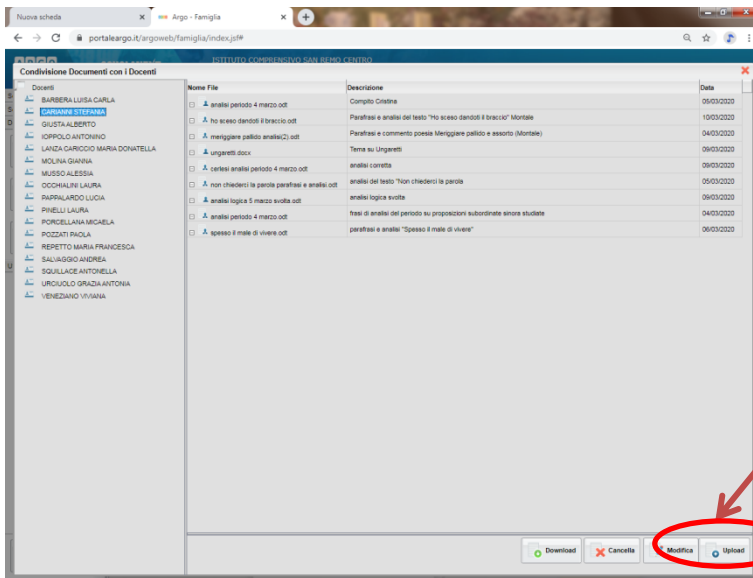 Nuova scheda
Argo - Famiglia
portaleargo.it/argoweb/famiglia/index.jsf#
ISTITUTO COMPRENSIVO SAN REMO CENTRO
Condivisione Documenti con i Docenti
Docenti
BARBERA LUISA CARLA
CARIANNI STEFANIA
GIUSTA ALBERTO
IOPPOLO ANTONINO
LANZA CARICCIO MARIA DONATELLA
MOLINA GIANNA
MUSSO ALESSIA
OCCHIALINI LAURA
PAPPALARDO LUCIA
PINELLI LAURA
PORCELLANA MICAELA
POZZATI PAOLA
REPETTO MARIA FRANCESCA
SALVAGGIO ANDREA
SQUILLACE ANTONELLA
URCIUOLO GRAZIA ANTONIA
VENEZIANO VIVIANA
Nome File Descrizione Data
analisi periodo 4 marzo.odt Compito Cristina 05/03/2020
ho sceso dandoti il braccio.odt Parafrasi e analisi del testo "Ho sceso dandoti il braccio" Montale 10/03/2020
meriggiare pallido analisi(2).odt Parafrasi e commento poesia Meriggiare pallido e assorto (Montale) 04/03/2020
ungaretti.docx Tema su Ungaretti 09/03/2020
certesi analisi periodo 4 marzo.odt analisi corretta 09/03/2020
non chiederci la parola parafrasi e analisi.odt analisi del testo "Non chiederci la parola 05/03/2020
analisi logica 5 marzo svolta.odt analisi logica svolta 09/03/2020
analisi periodo 4 marzo.odt frasi di analisi del periodo su proposizioni subordinate sinora studiate 04/03/2020
spesso il male di vivere.odt parafrasi e analisi "Spesso il male di vivere" 06/03/2020
Download Cancella Modifica Upload